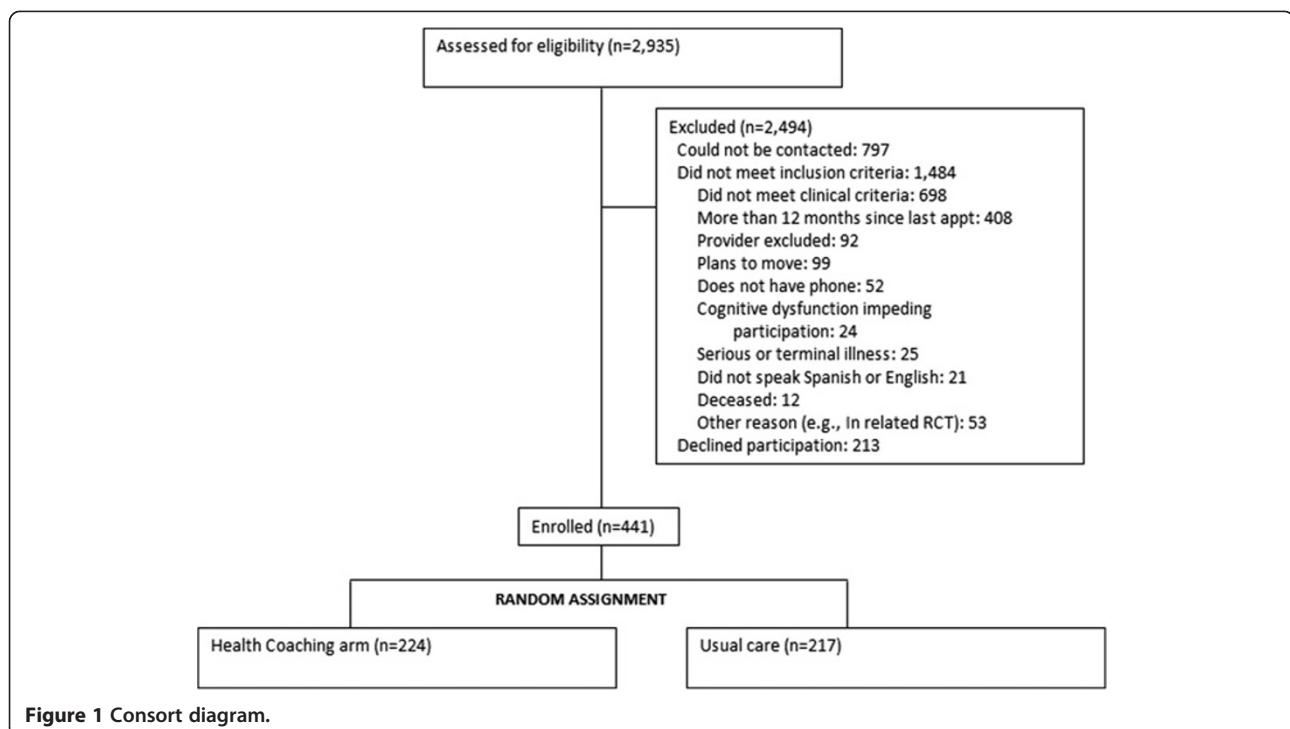 Assessed for eligibility (n=2,935)
Excluded (n=2,494)
Could not be contacted: 797
Did not meet inclusion criteria: 1,484
Did not meet clinical criteria: 698
More than 12 months since last appt: 408
Provider excluded: 92
Plans to move: 99
Does not have phone: 52
Cognitive dysfunction impeding
participation: 24
Serious or terminal illness: 25
Did not speak Spanish or English: 21
Deceased: 12
Other reason (e.g., In related RCT): 53
Declined participation: 213
Enrolled (n=441)
RANDOM ASSIGNMENT
Health Coaching arm (n=224)
Usual care (n=217)
Figure 1 Consort diagram.